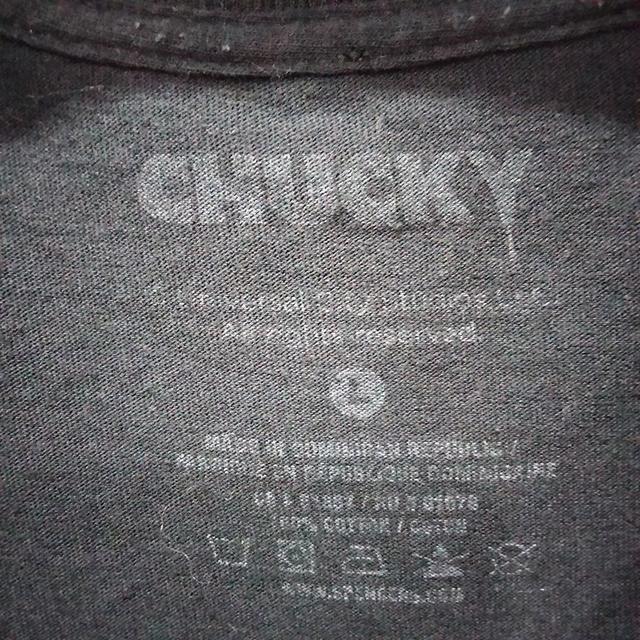 CHUCKY
© Universal City Studios LLC.
All rights reserved.
L
MADE IN DOMINICAN REPUBLIC /
EN RÉPUBLIQUE DOMINICAINE
100% COTTON / COTON
WWW.SPENCERS.COM